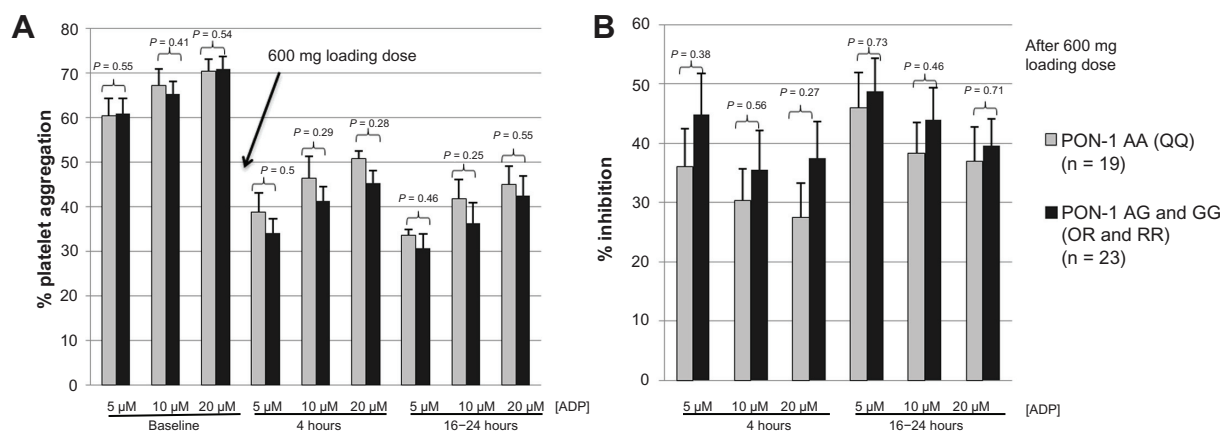 A
% platelet aggregation
80
70
60
50
40
30
20
10
0
P = 0.55
P = 0.41
P = 0.54
600 mg loading dose
P = 0.5
P = 0.29
P = 0.28
P = 0.46
P = 0.25
P = 0.55
5 µM 10 µM 20 µM 5 µM 10 µM 20 µM 5 µM 10 µM 20 µM [ADP]
Baseline 4 hours 16–24 hours
B
% inhibition
60
50
40
30
20
10
0
P = 0.38
P = 0.56
P = 0.27
P = 0.73
P = 0.46
P = 0.71
5 µM 10 µM 20 µM 5 µM 10 µM 20 µM [ADP]
4 hours 16–24 hours
After 600 mg
loading dose
PON-1 AA (QQ)
(n = 19)
PON-1 AG and GG
(OR and RR)
(n = 23)